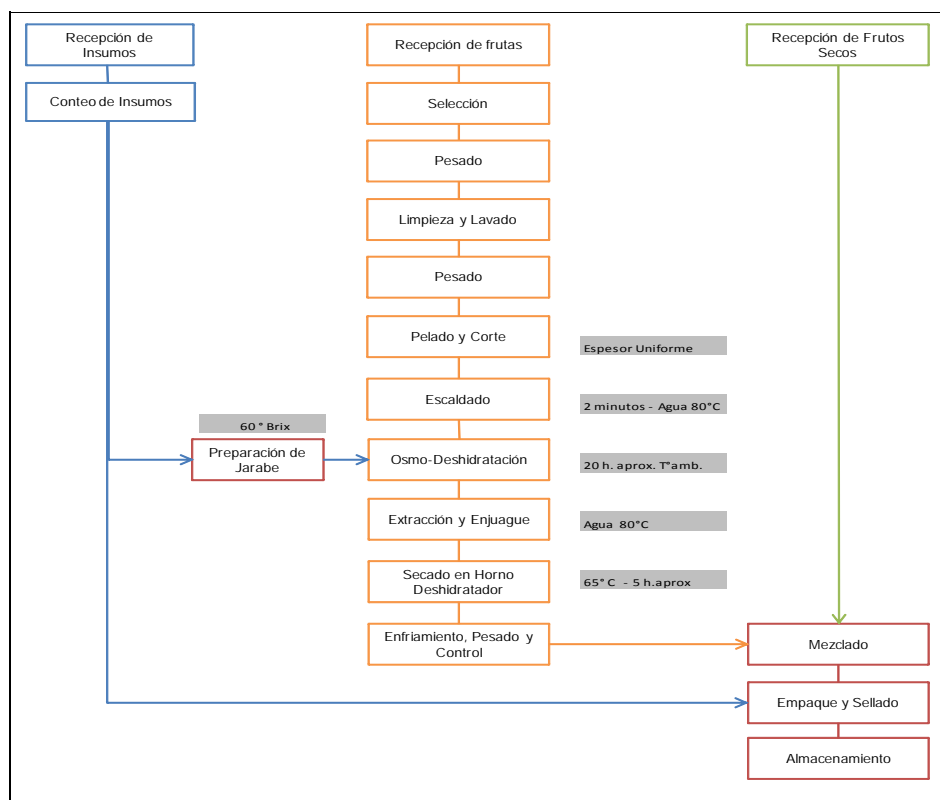 Recepción de
Insumos
Recepción de frutas
Recepción de Frutos
Secos
Conteo de Insumos
Selección
Pesado
Limpieza y Lavado
Pesado
Pelado y Corte
Espesor Uniforme
Escaldado
2 minutos - Agua 80°C
60 ° Brix
Preparación de
Jarabe
Osmo-Deshidratación
20 h. aprox. T°amb.
Extracción y Enjuague
Agua 80°C
Secado en Horno
Deshidratador
65° C - 5 h.aprox
Enfriamiento, Pesado y
Control
Mezclado
Empaque y Sellado
Almacenamiento